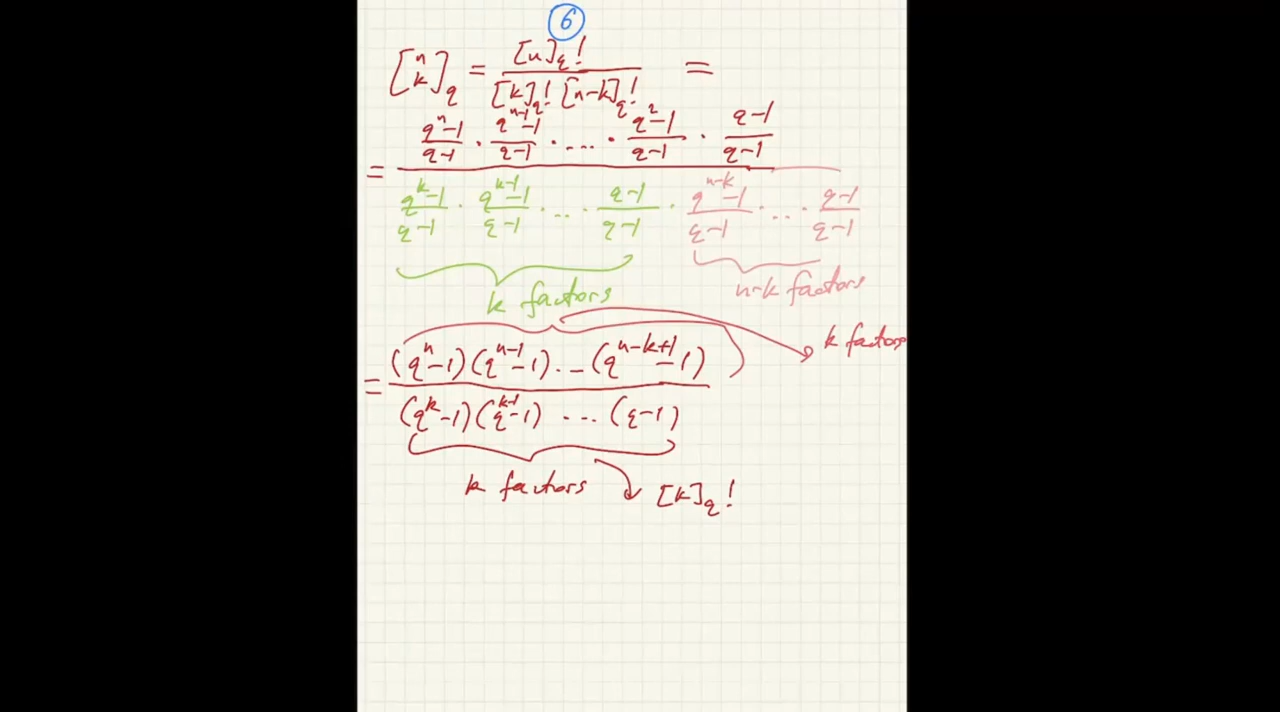 6
[n k]_q = [n]_q! / [k]_q! [n-k]_q! =
= (q^n-1)/(q-1) · (q^(n-1)-1)/(q-1) · .... · (q^2-1)/(q-1) · (q-1)/(q-1)
(q^k-1)/(q-1) · (q^(k-1)-1)/(q-1) · ... · (q-1)/(q-1) · (q^(n-k)-1)/(q-1) · ... · (q-1)/(q-1)
k factors n-k factors
k factors
= (q^n-1)(q^(n-1)-1)...(q^(n-k+1)-1)
(q^k-1)(q^(k-1)-1) ... (q-1)
k factors [k]_q!